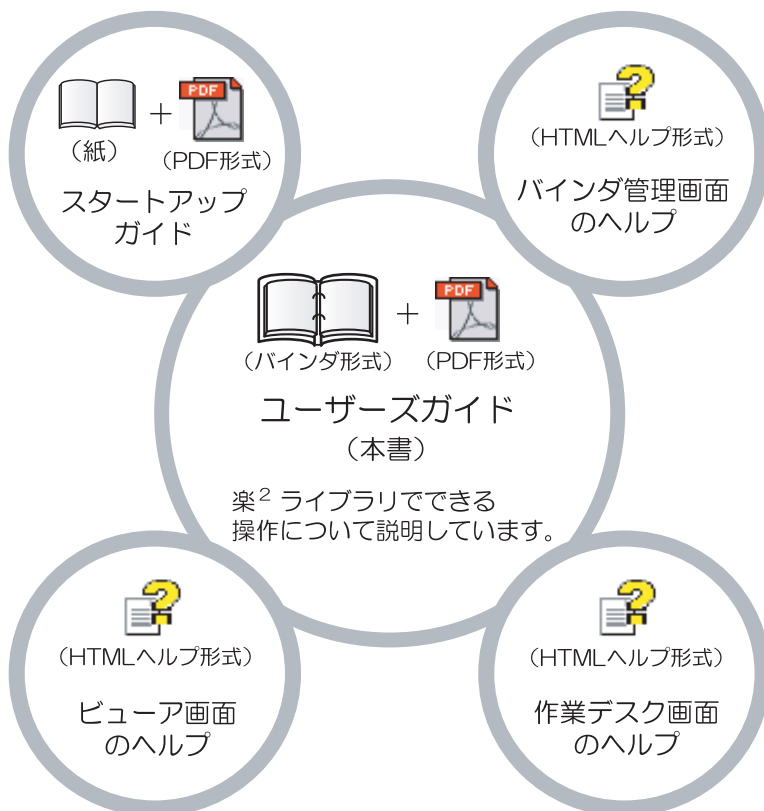 PDF
+
（紙）
（PDF形式）
スタートアップ
ガイド
（HTMLヘルプ形式）
バインダ管理画面
のヘルプ
PDF
+
（バインダ形式）
（PDF形式）
ユーザーズガイド
（本書）
楽² ライブラリでできる
操作について説明しています。
（HTMLヘルプ形式）
ビューア画面
のヘルプ
（HTMLヘルプ形式）
作業デスク画面
のヘルプ